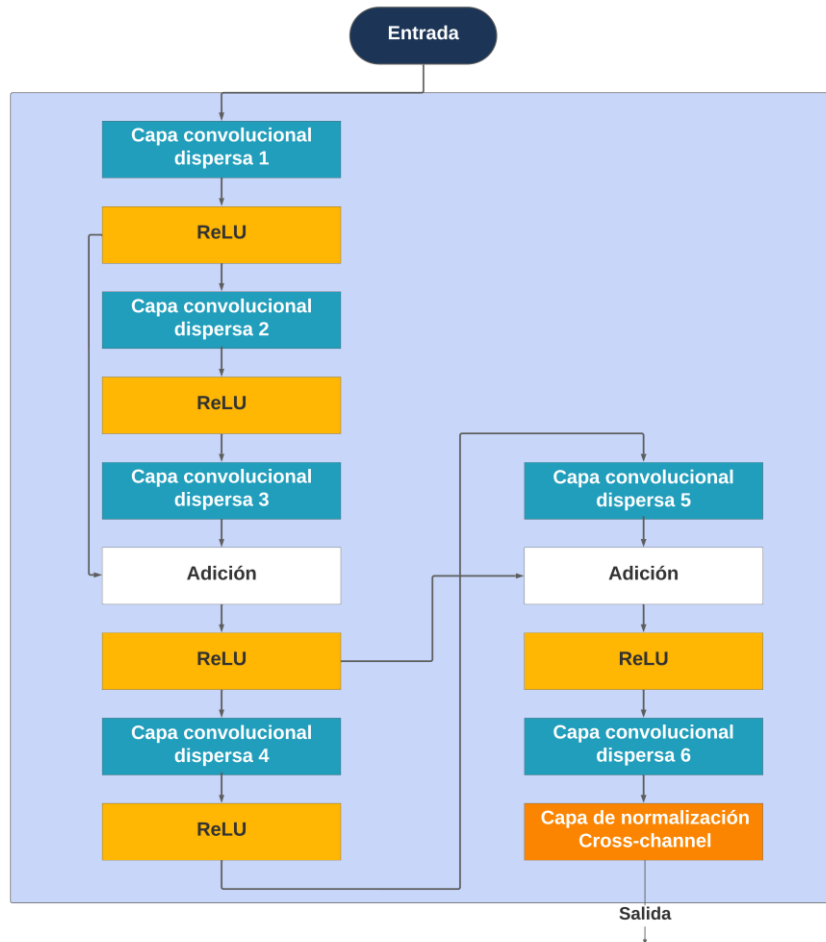 Entrada
Capa convolucional
dispersa 1
ReLU
Capa convolucional
dispersa 2
ReLU
Capa convolucional
dispersa 3
Adición
ReLU
Capa convolucional
dispersa 4
ReLU
Capa convolucional
dispersa 5
Adición
ReLU
Capa convolucional
dispersa 6
Capa de normalización
Cross-channel
Salida